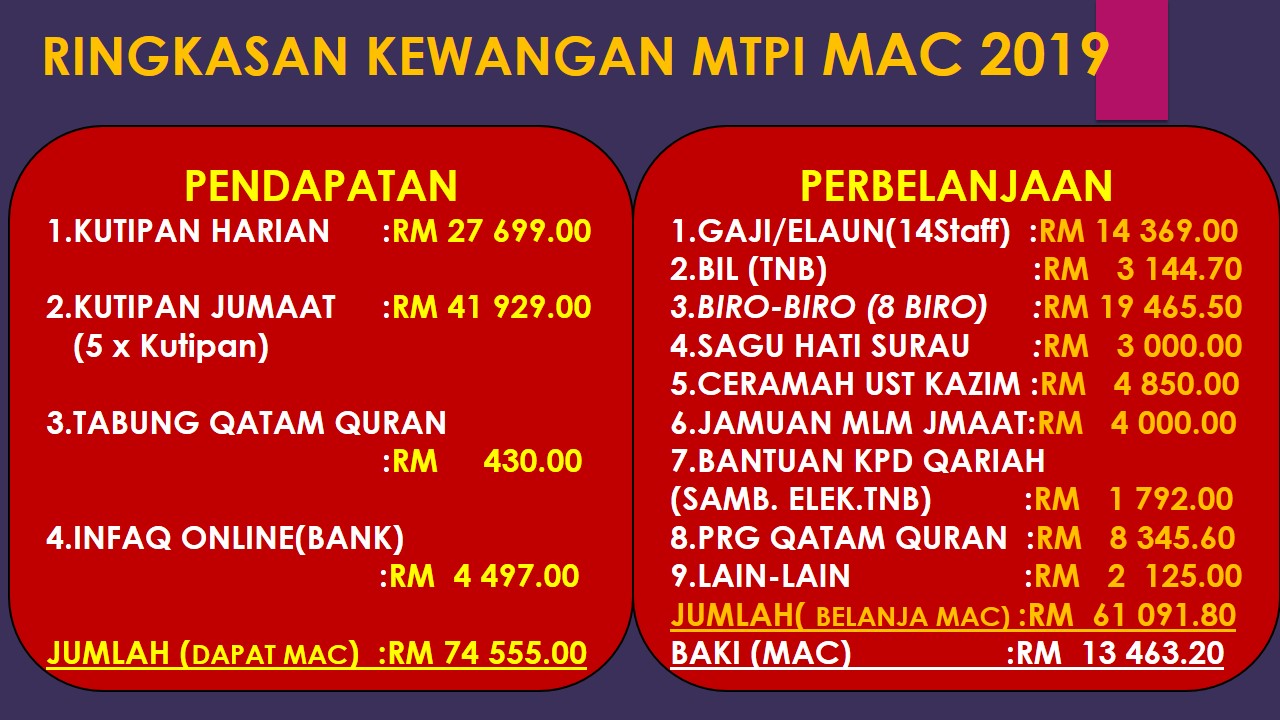 RINGKASAN KEWANGAN MTPI MAC 2019
PENDAPATAN
1.KUTIPAN HARIAN :RM 27 699.00
2.KUTIPAN JUMAAT :RM 41 929.00
(5 x Kutipan)
3.TABUNG QATAM QURAN
:RM 430.00
4.INFAQ ONLINE(BANK)
:RM 4 497.00
JUMLAH (DAPAT MAC) :RM 74 555.00
PERBELANJAAN
1.GAJI/ELAUN(14Staff) :RM 14 369.00
2.BIL (TNB) :RM 3 144.70
3.BIRO-BIRO (8 BIRO) :RM 19 465.50
4.SAGU HATI SURAU :RM 3 000.00
5.CERAMAH UST KAZIM :RM 4 850.00
6.JAMUAN MLM JMAAT:RM 4 000.00
7.BANTUAN KPD QARIAH
(SAMB. ELEK.TNB) :RM 1 792.00
8.PRG QATAM QURAN :RM 8 345.60
9.LAIN-LAIN :RM 2 125.00
JUMLAH( BELANJA MAC) :RM 61 091.80
BAKI (MAC) :RM 13 463.20